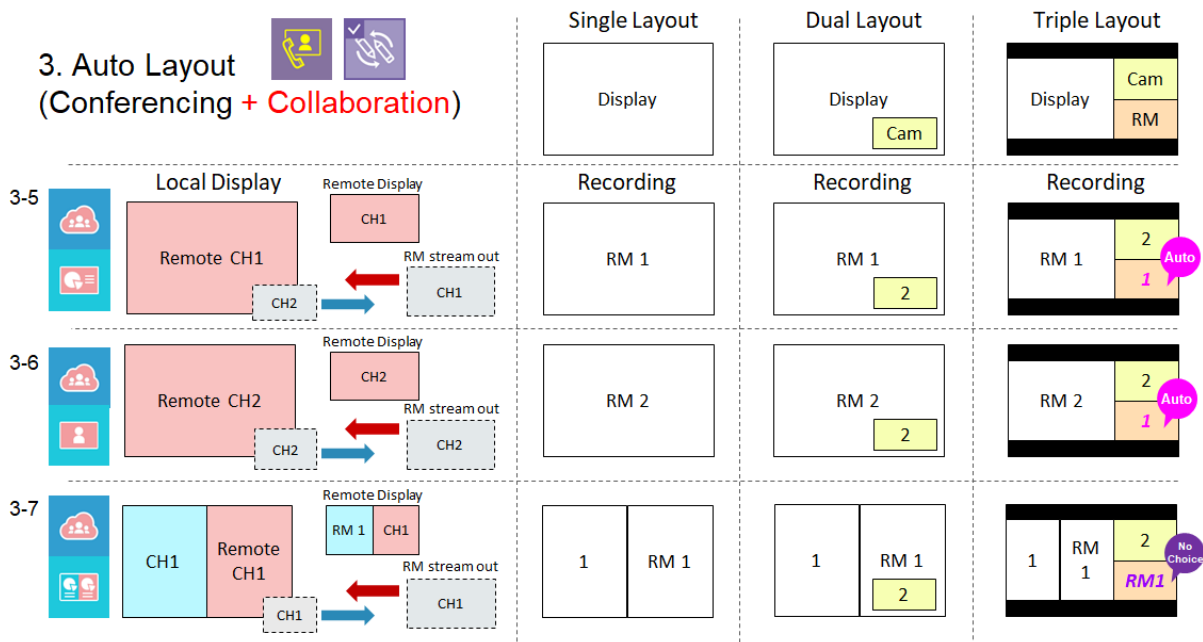 3. Auto Layout
(Conferencing + Collaboration)
Single Layout
Dual Layout
Triple Layout
Display
Display
Cam
Display
Cam
RM
3-5
Local Display
Remote Display
Recording
Recording
Recording
Remote CH1
CH2
CH1
RM stream out
CH1
RM 1
RM 1
2
RM 1
2
1
Auto
3-6
Remote CH2
CH2
Remote Display
CH2
RM stream out
CH2
RM 2
RM 2
2
RM 2
2
1
Auto
3-7
CH1
Remote
CH1
CH1
Remote Display
RM 1
CH1
RM stream out
CH1
1
RM 1
1
RM 1
2
1
RM
1
2
RM1
No
Choice